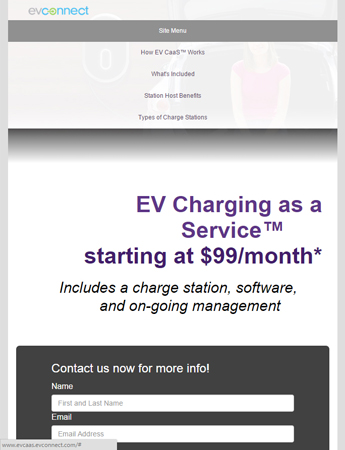 evconnect
Site Menu
How EV CaaS™ Works
What's Included
Station Host Benefits
Types of Charge Stations
EV Charging as a
Service™
starting at $99/month*
Includes a charge station, software,
and on-going management
Contact us now for more info!
Name
First and Last Name
Email
Email Address
www.evcaas.evconnect.com/#